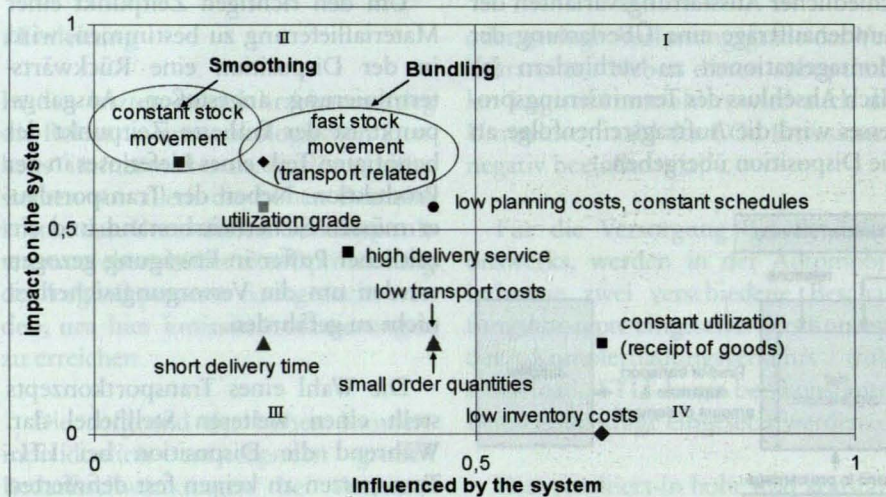 1
II
I
Smoothing
Bundling
constant stock
movement
fast stock
movement
(transport related)
utilization grade
low planning costs, constant schedules
0,5
high delivery service
low transport costs
constant utilization
(receipt of goods)
short delivery time
small order quantities
III
low inventory costs
IV
0
0
0,5
1
Impact on the system
Influenced by the system